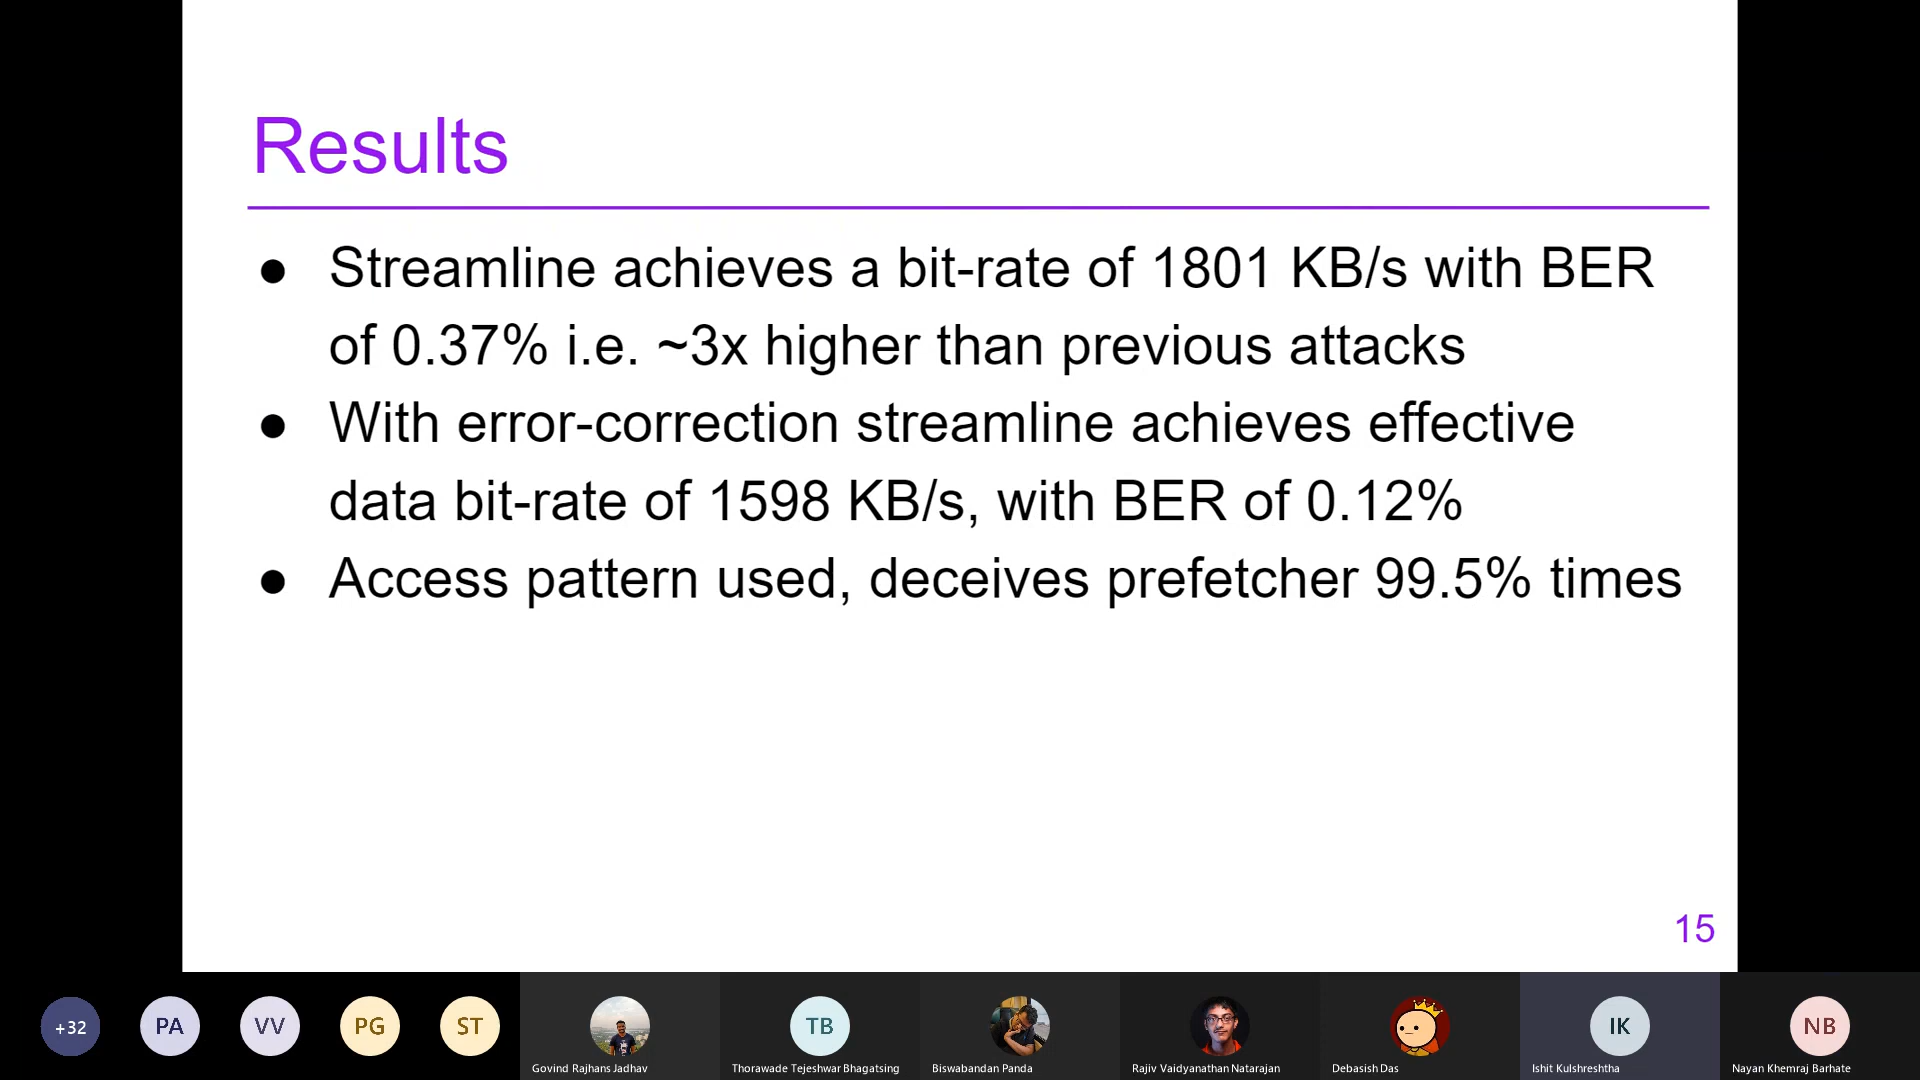 Results
● Streamline achieves a bit-rate of 1801 KB/s with BER
of 0.37% i.e. ~3x higher than previous attacks
● With error-correction streamline achieves effective
data bit-rate of 1598 KB/s, with BER of 0.12%
● Access pattern used, deceives prefetcher 99.5% times
15
+32 PA VV PG ST TB IK NB
Govind Rajhans Jadhav Thorawade Tejeshwar Bhagatsing Biswabandan Panda Rajiv Vaidyanathan Natarajan Debasish Das Ishit Kulshreshtha Nayan Khemraj Barhate